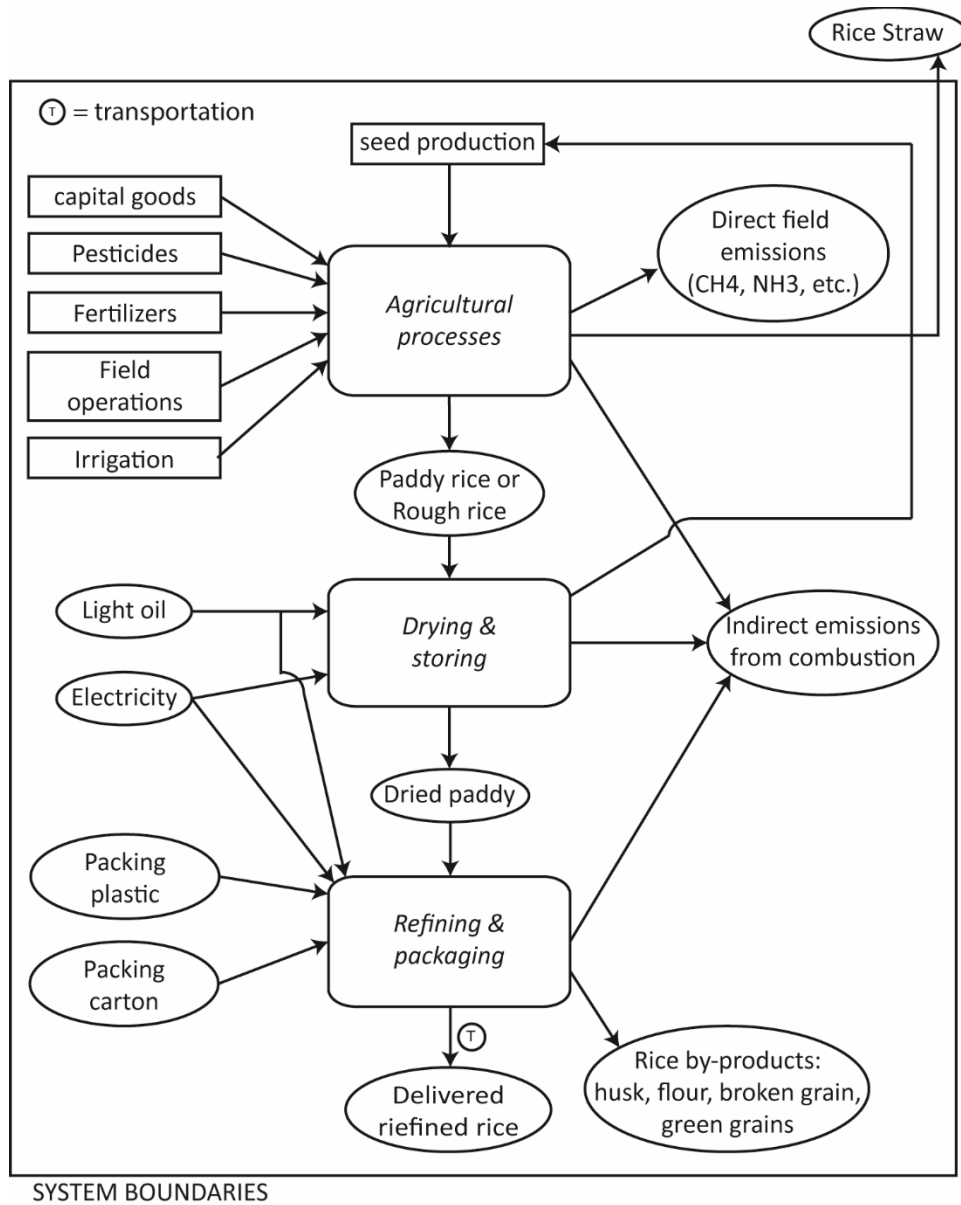 Rice Straw
T = transportation
seed production
capital goods
Pesticides
Fertilizers
Field
operations
Irrigation
Agricultural
processes
Direct field
emissions
(CH4, NH3, etc.)
Paddy rice or
Rough rice
Light oil
Electricity
Drying &
storing
Indirect emissions
from combustion
Dried paddy
Packing
plastic
Packing
carton
Refining &
packaging
T
Delivered
riefined rice
Rice by-products:
husk, flour, broken grain,
green grains
SYSTEM BOUNDARIES